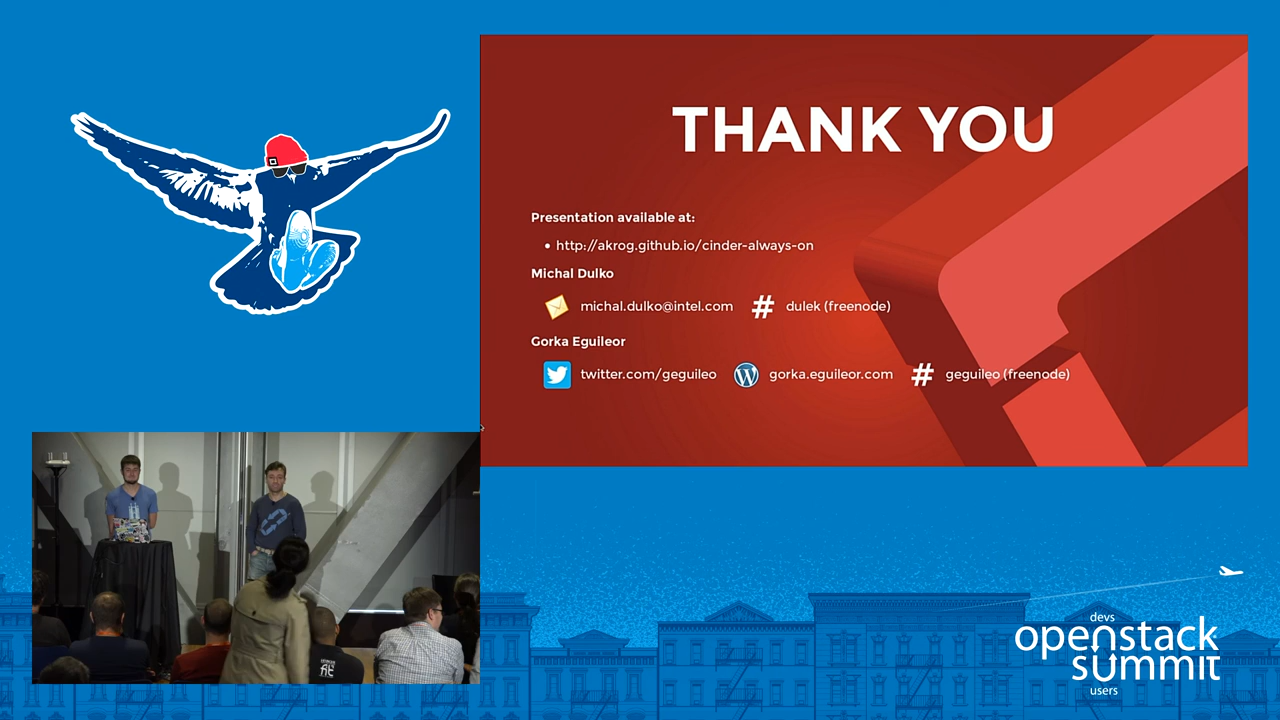 THANK YOU
Presentation available at:
• http://akrog.github.io/cinder-always-on
Michal Dulko
michal.dulko@intel.com # dulek (freenode)
Gorka Eguileor
twitter.com/geguileo gorka.eguileor.com # geguileo (freenode)
devs
openstack
summit
users